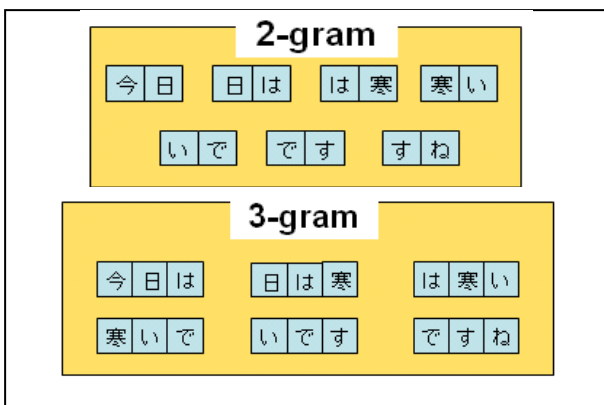 2-gram
今日 日は は寒 寒い
いで です すね
3-gram
今日は 日は寒 は寒い
寒いで いです ですね